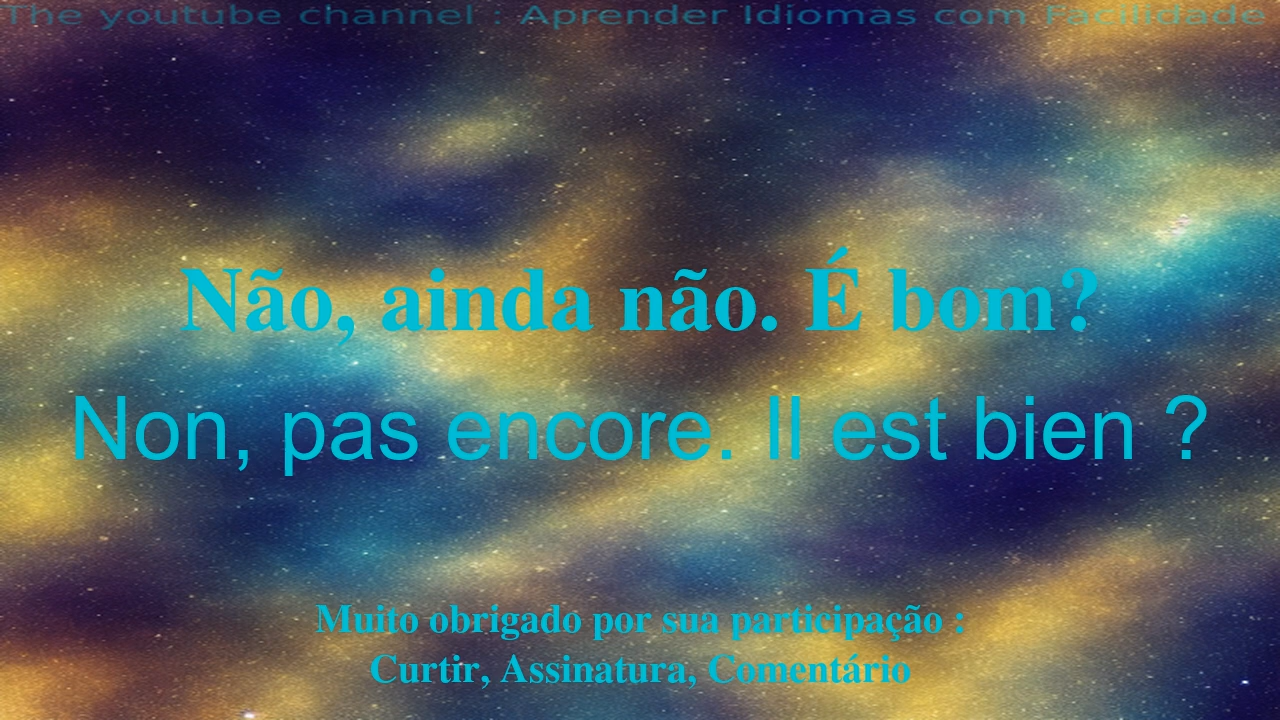 The youtube channel : Aprender Idiomas com Facilidade
Não, ainda não. É bom?
Non, pas encore. Il est bien ?
Muito obrigado por sua participação :
Curtir, Assinatura, Comentário